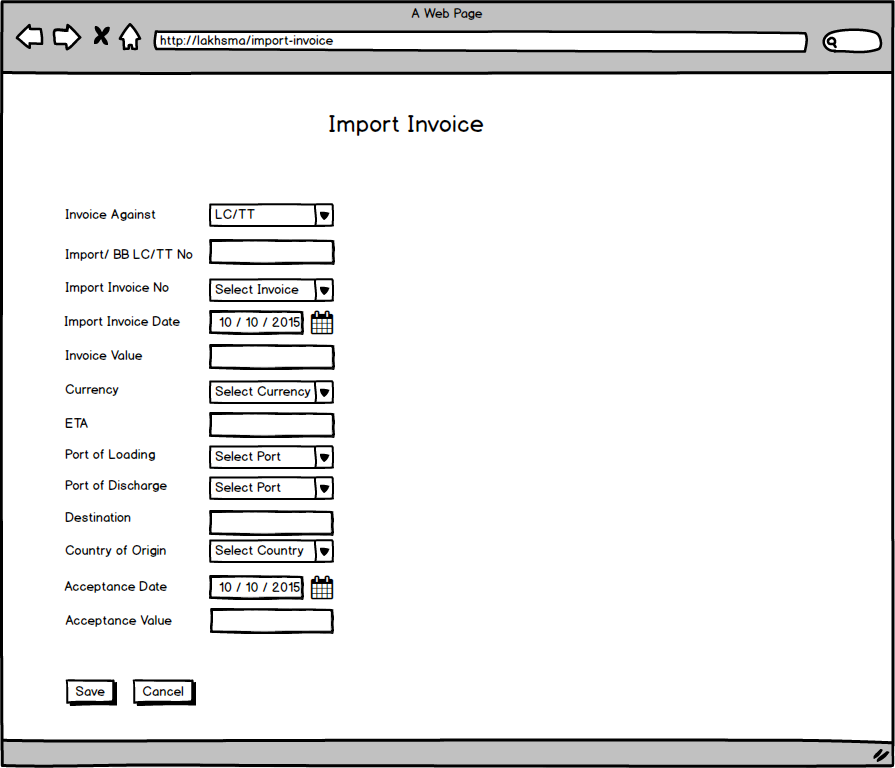 A Web Page
http://lakhsma/import-invoice
Import Invoice
Invoice Against LC/TT
Import/ BB LC/TT No
Import Invoice No Select Invoice
Import Invoice Date 10 / 10 / 2015
Invoice Value
Currency Select Currency
ETA
Port of Loading Select Port
Port of Discharge Select Port
Destination
Country of Origin Select Country
Acceptance Date 10 / 10 / 2015
Acceptance Value
Save Cancel